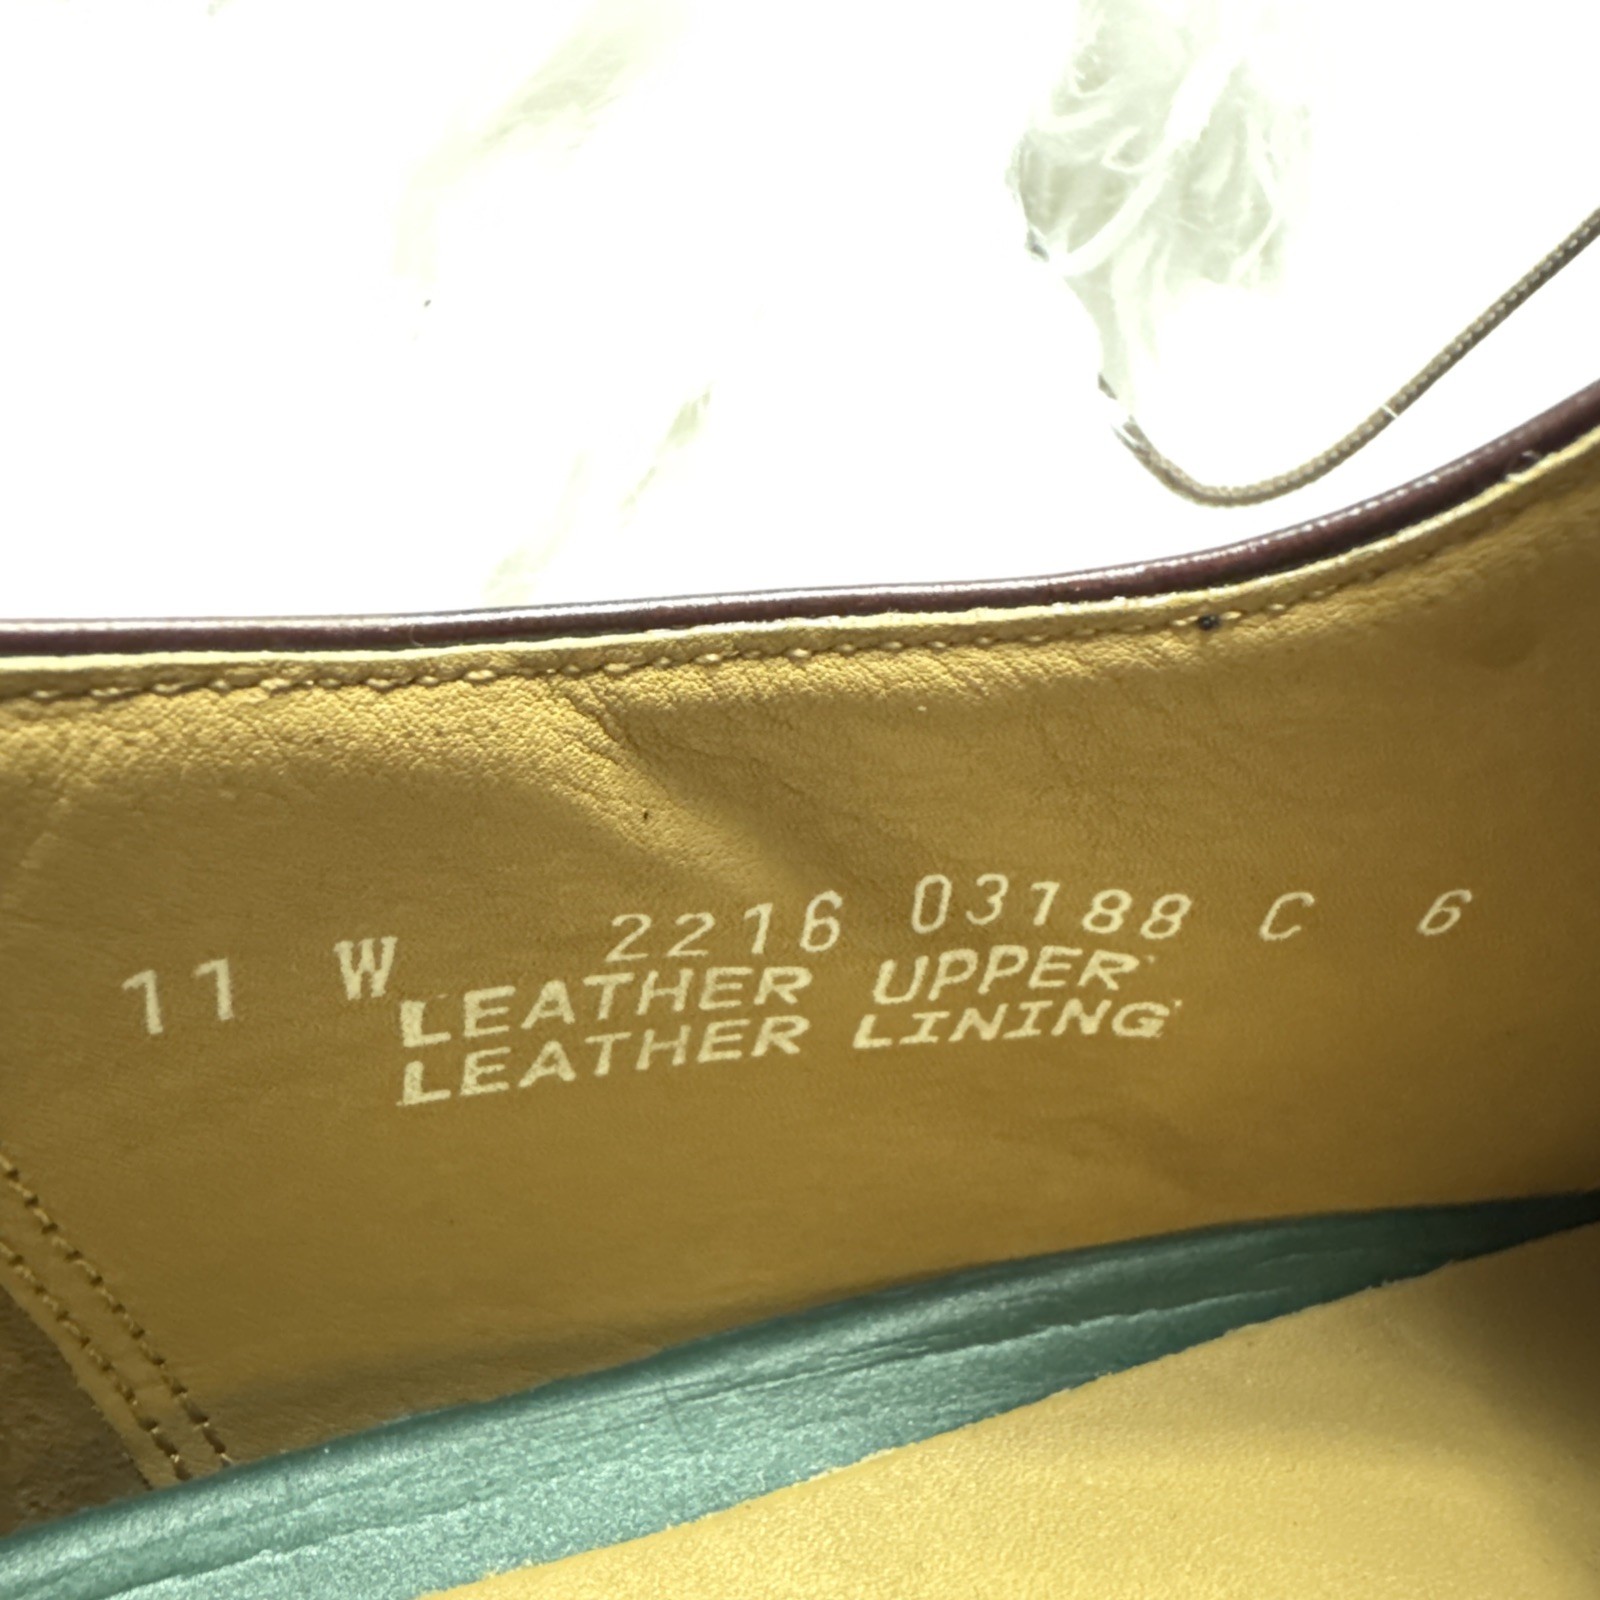 11 W 2216 03188 C 6
LEATHER UPPER
LEATHER LINING